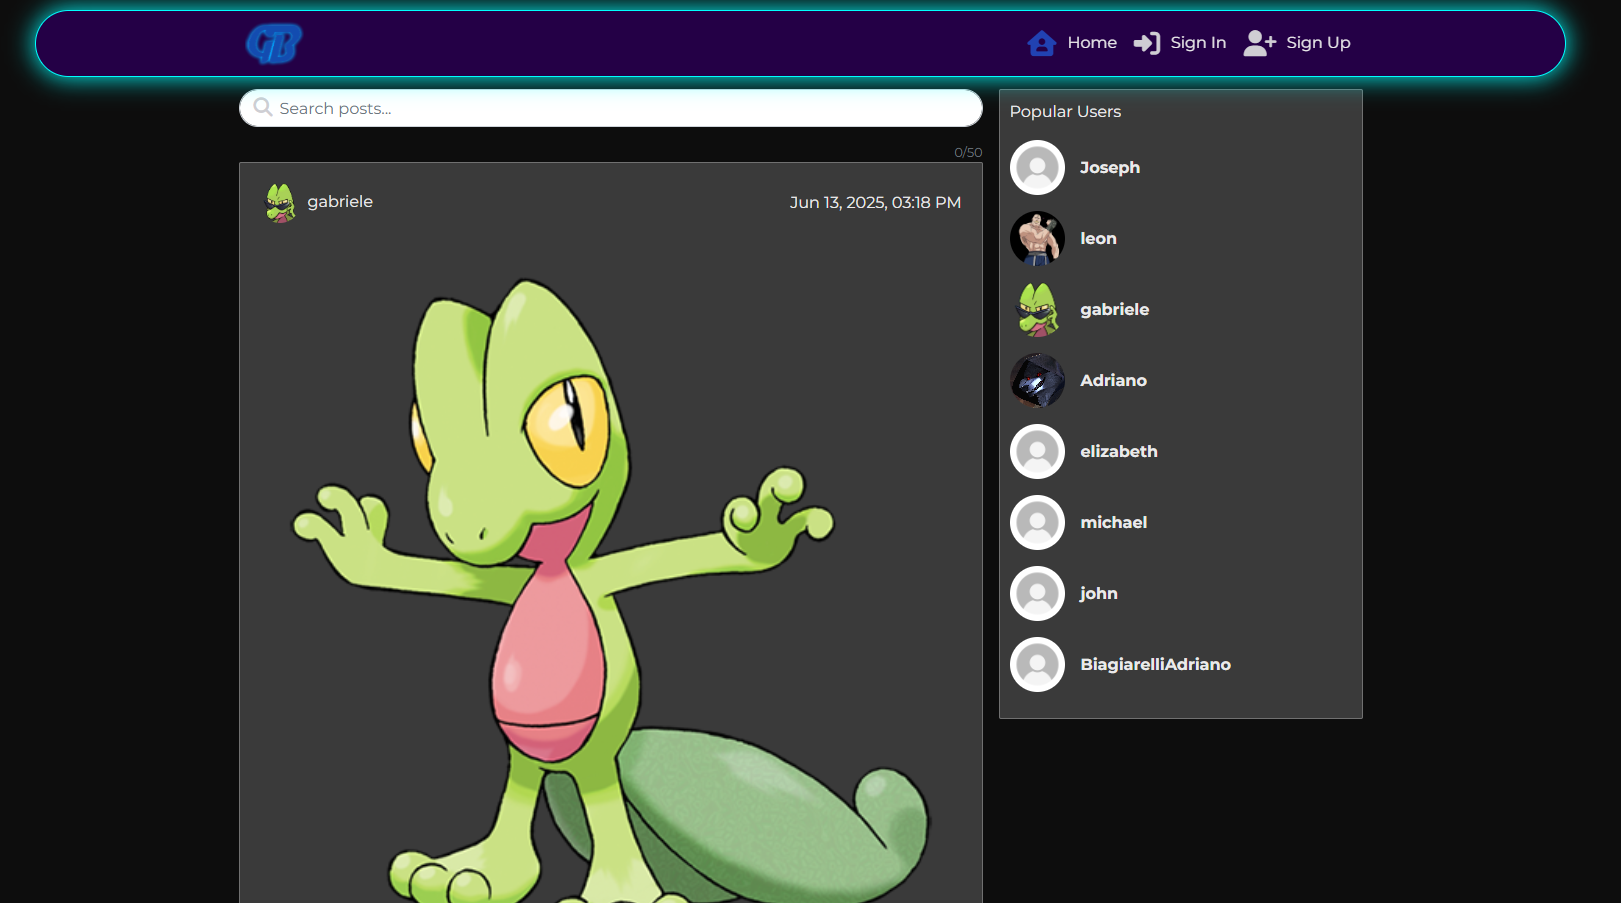 GB
Home
Sign In
Sign Up
Search posts...
0/50
gabriele
Jun 13, 2025, 03:18 PM
Popular Users
Joseph
leon
gabriele
Adriano
elizabeth
michael
john
BiagiarelliAdriano